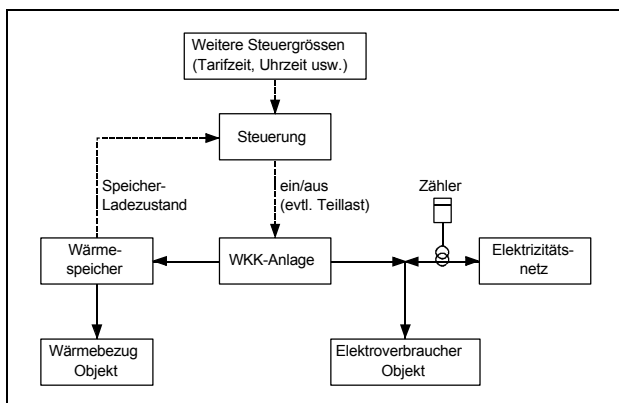 Weitere Steuergrössen
(Tarifzeit, Uhrzeit usw.)
Steuerung
Speicher-
Ladezustand
ein/aus
(evtl. Teillast)
Zähler
Wärme-
speicher
WKK-Anlage
Elektrizitäts-
netz
Wärmebezug
Objekt
Elektroverbraucher
Objekt